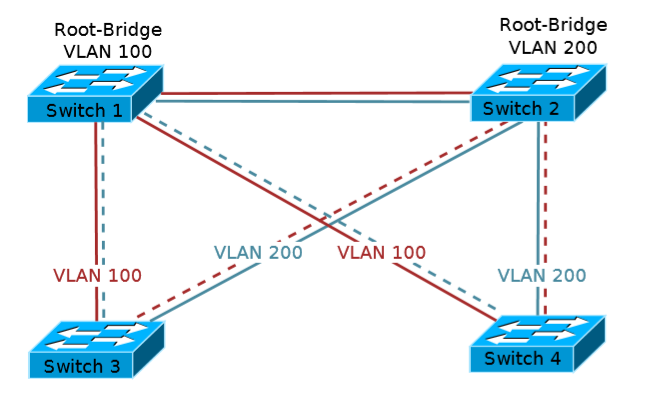 Root-Bridge
VLAN 100
Root-Bridge
VLAN 200
Switch 1
Switch 2
VLAN 200
VLAN 100
VLAN 100
VLAN 200
Switch 3
Switch 4